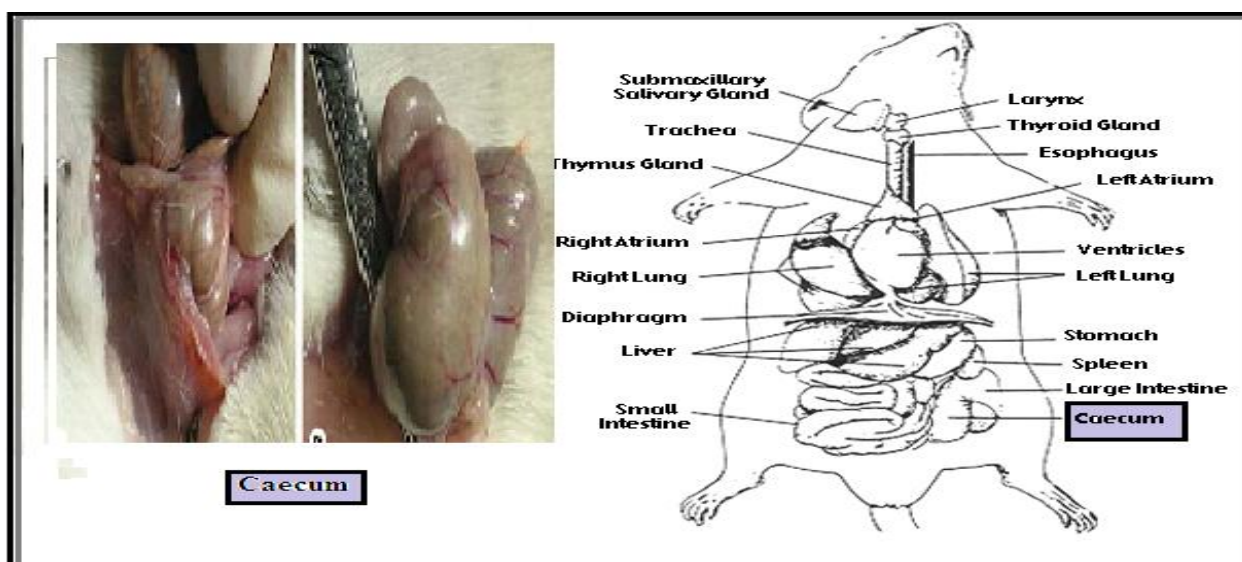 Submaxillary
Salivary Gland
Larynx
Trachea
Thyroid Gland
Thymus Gland
Esophagus
Left Atrium
Right Atrium
Ventricles
Right Lung
Left Lung
Diaphragm
Stomach
Liver
Spleen
Large Intestine
Small
Intestine
Caecum
Caecum